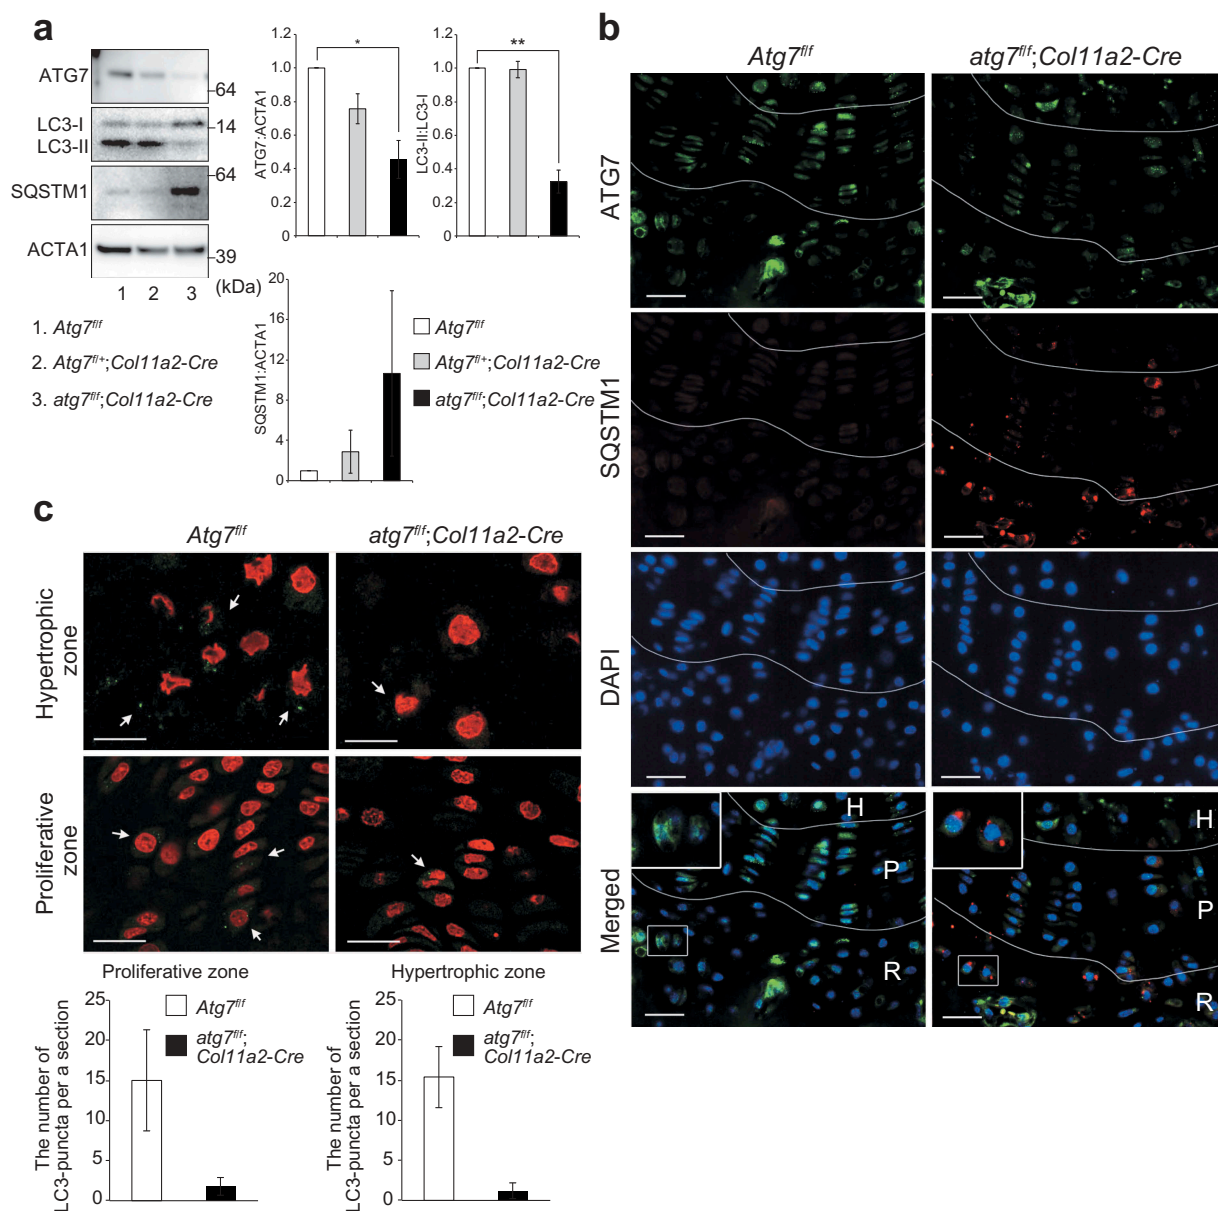 a
ATG7
64
LC3-I
LC3-II
14
64
SQSTM1
ACTA1
39
1 2 3 (kDa)
1. Atg7f/f
2. Atg7f/+;Col11a2-Cre
3. atg7f/f;Col11a2-Cre
ATG7:ACTA1
1.2
1.0
0.8
0.6
0.4
0.2
0
*
LC3-II:LC3-I
1.2
1.0
0.8
0.6
0.4
0.2
0
**
SQSTM1:ACTA1
20
16
12
8
4
0
Atg7f/f
Atg7f/+;Col11a2-Cre
atg7f/f;Col11a2-Cre
b
Atg7f/f
atg7f/f;Col11a2-Cre
ATG7
SQSTM1
DAPI
Merged
H
P
R
H
P
R
c
Atg7f/f
atg7f/f;Col11a2-Cre
Hypertrophic
zone
Proliferative
zone
Proliferative zone
The number of
LC3-puncta per a section
25
20
15
10
5
0
Atg7f/f
atg7f/f;
Col11a2-Cre
Hypertrophic zone
The number of
LC3-puncta per a section
25
20
15
10
5
0
Atg7f/f
atg7f/f;
Col11a2-Cre